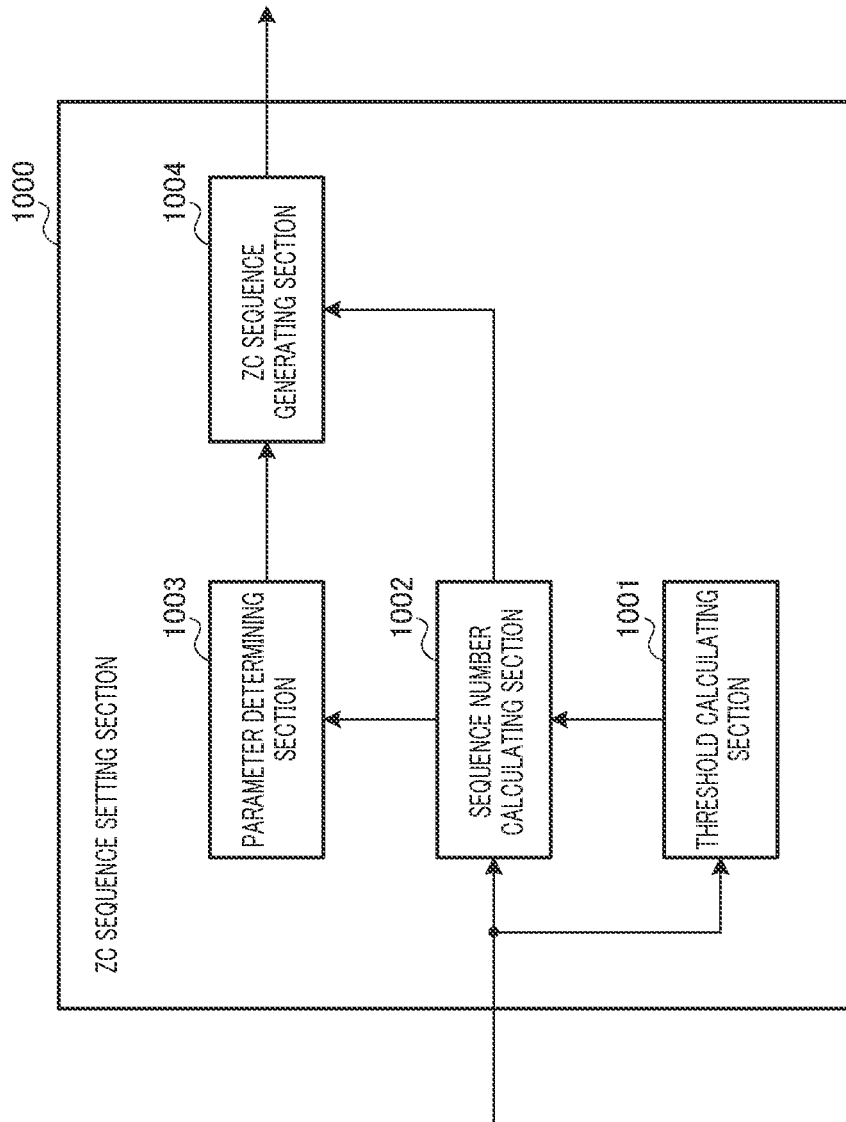 1000
ZC SEQUENCE SETTING SECTION
1003
PARAMETER DETERMINING
SECTION
1004
ZC SEQUENCE
GENERATING SECTION
1002
SEQUENCE NUMBER
CALCULATING SECTION
1001
THRESHOLD CALCULATING
SECTION